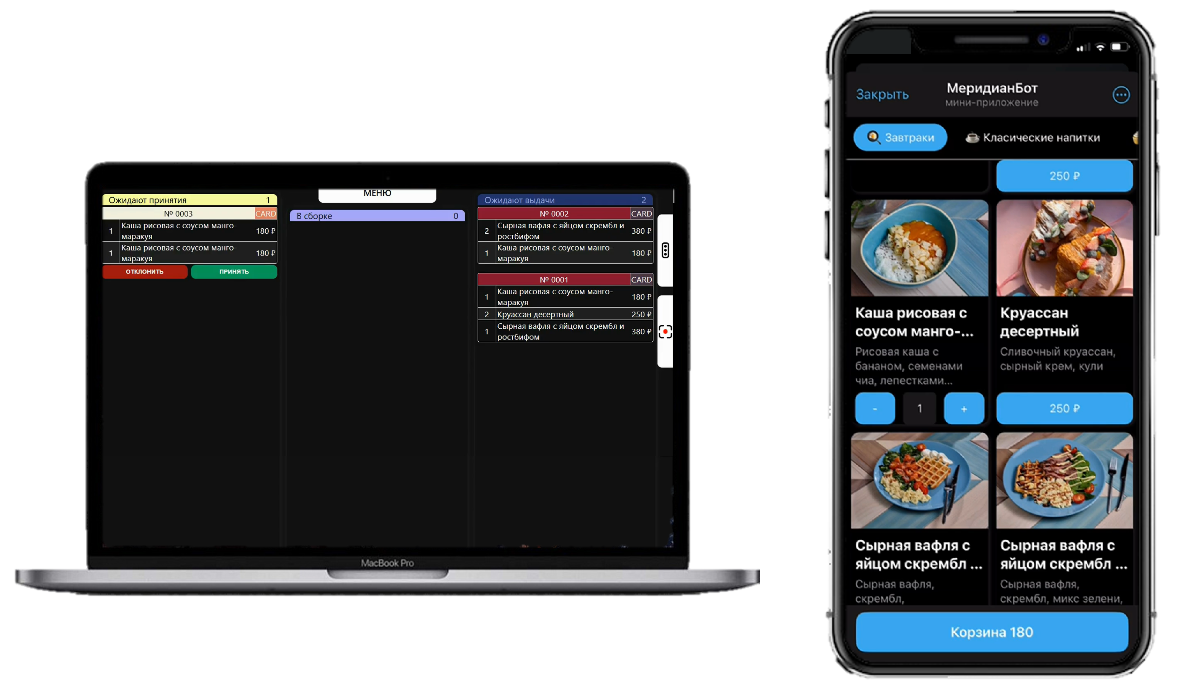 МЕНЮ
Ожидают принятия 1
№ 0003 CARD
1 Каша рисовая с соусом манго маракуя 180 ₽
1 Каша рисовая с соусом манго маракуя 180 ₽
ОТКЛОНИТЬ ПРИНЯТЬ
В сборке 0
Ожидают выдачи 2
№ 0002 CARD
2 Сырная вафля с яйцом скрембл и ростбифом 380 ₽
1 Каша рисовая с соусом манго маракуя 180 ₽
№ 0001 CARD
1 Каша рисовая с соусом манго-маракуя 180 ₽
2 Круассан десертный 250 ₽
1 Сырная вафля с яйцом скрембл и ростбифом 380 ₽
MacBook Pro
Закрыть
МеридианБот
мини-приложение
Завтраки
Класические напитки
250 ₽
Каша рисовая с
соусом манго-...
Рисовая каша с
бананом, семенами
чиа, лепестками...
- 1 +
Круассан
десертный
Сливочный круассан,
сырный крем, кули
250 ₽
Сырная вафля с
яйцом скрембл ...
Сырная вафля,
скрембл,
Сырная вафля с
яйцом скрембл ...
Сырная вафля,
скрембл, микс зелени,
Корзина 180